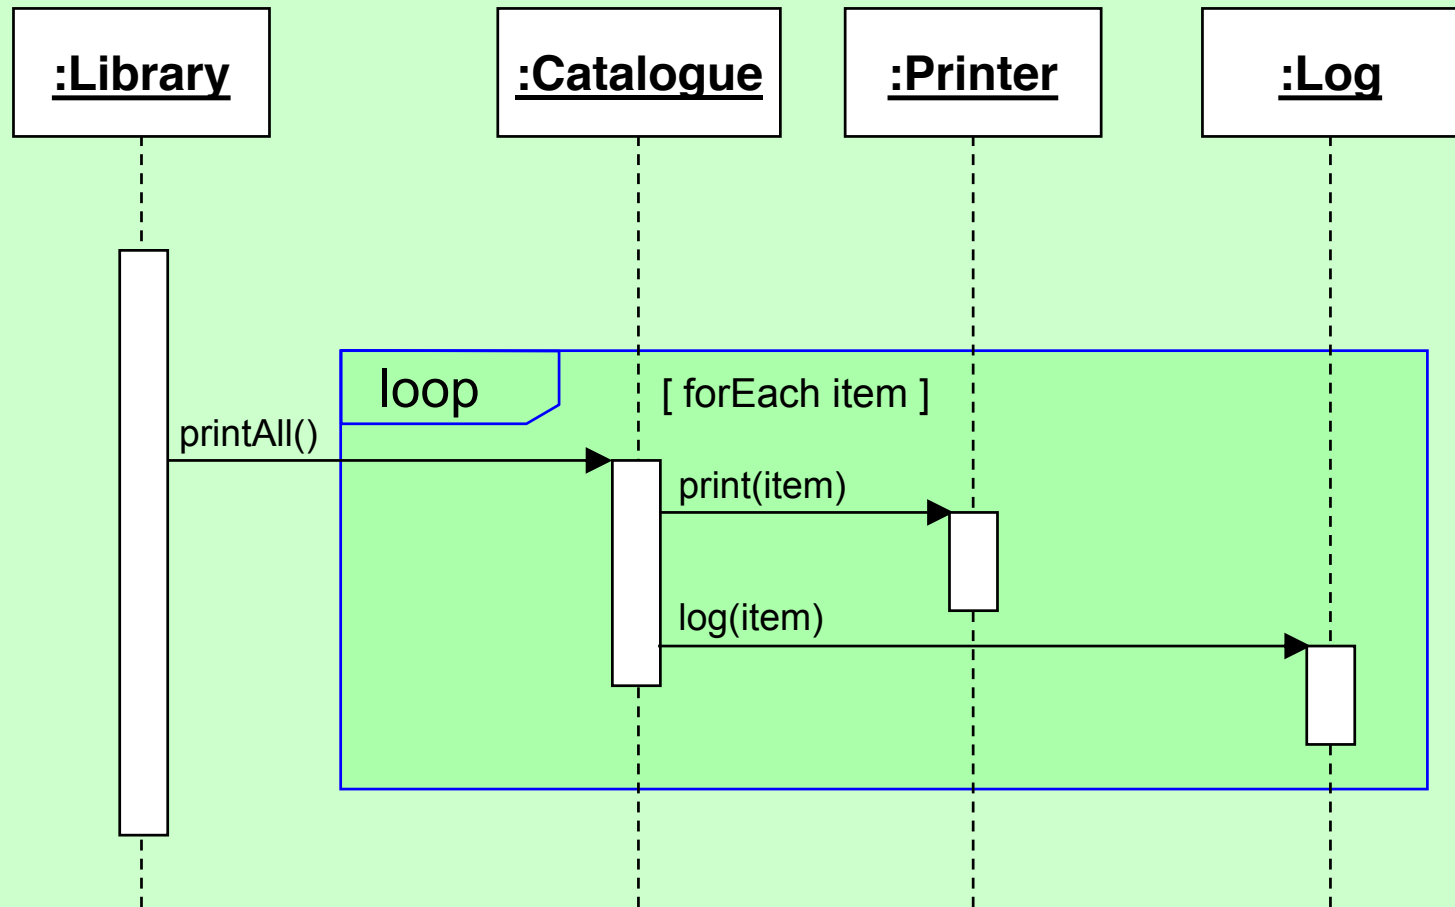 :Library
:Catalogue
:Printer
:Log
loop
[ forEach item ]
printAll()
print(item)
log(item)